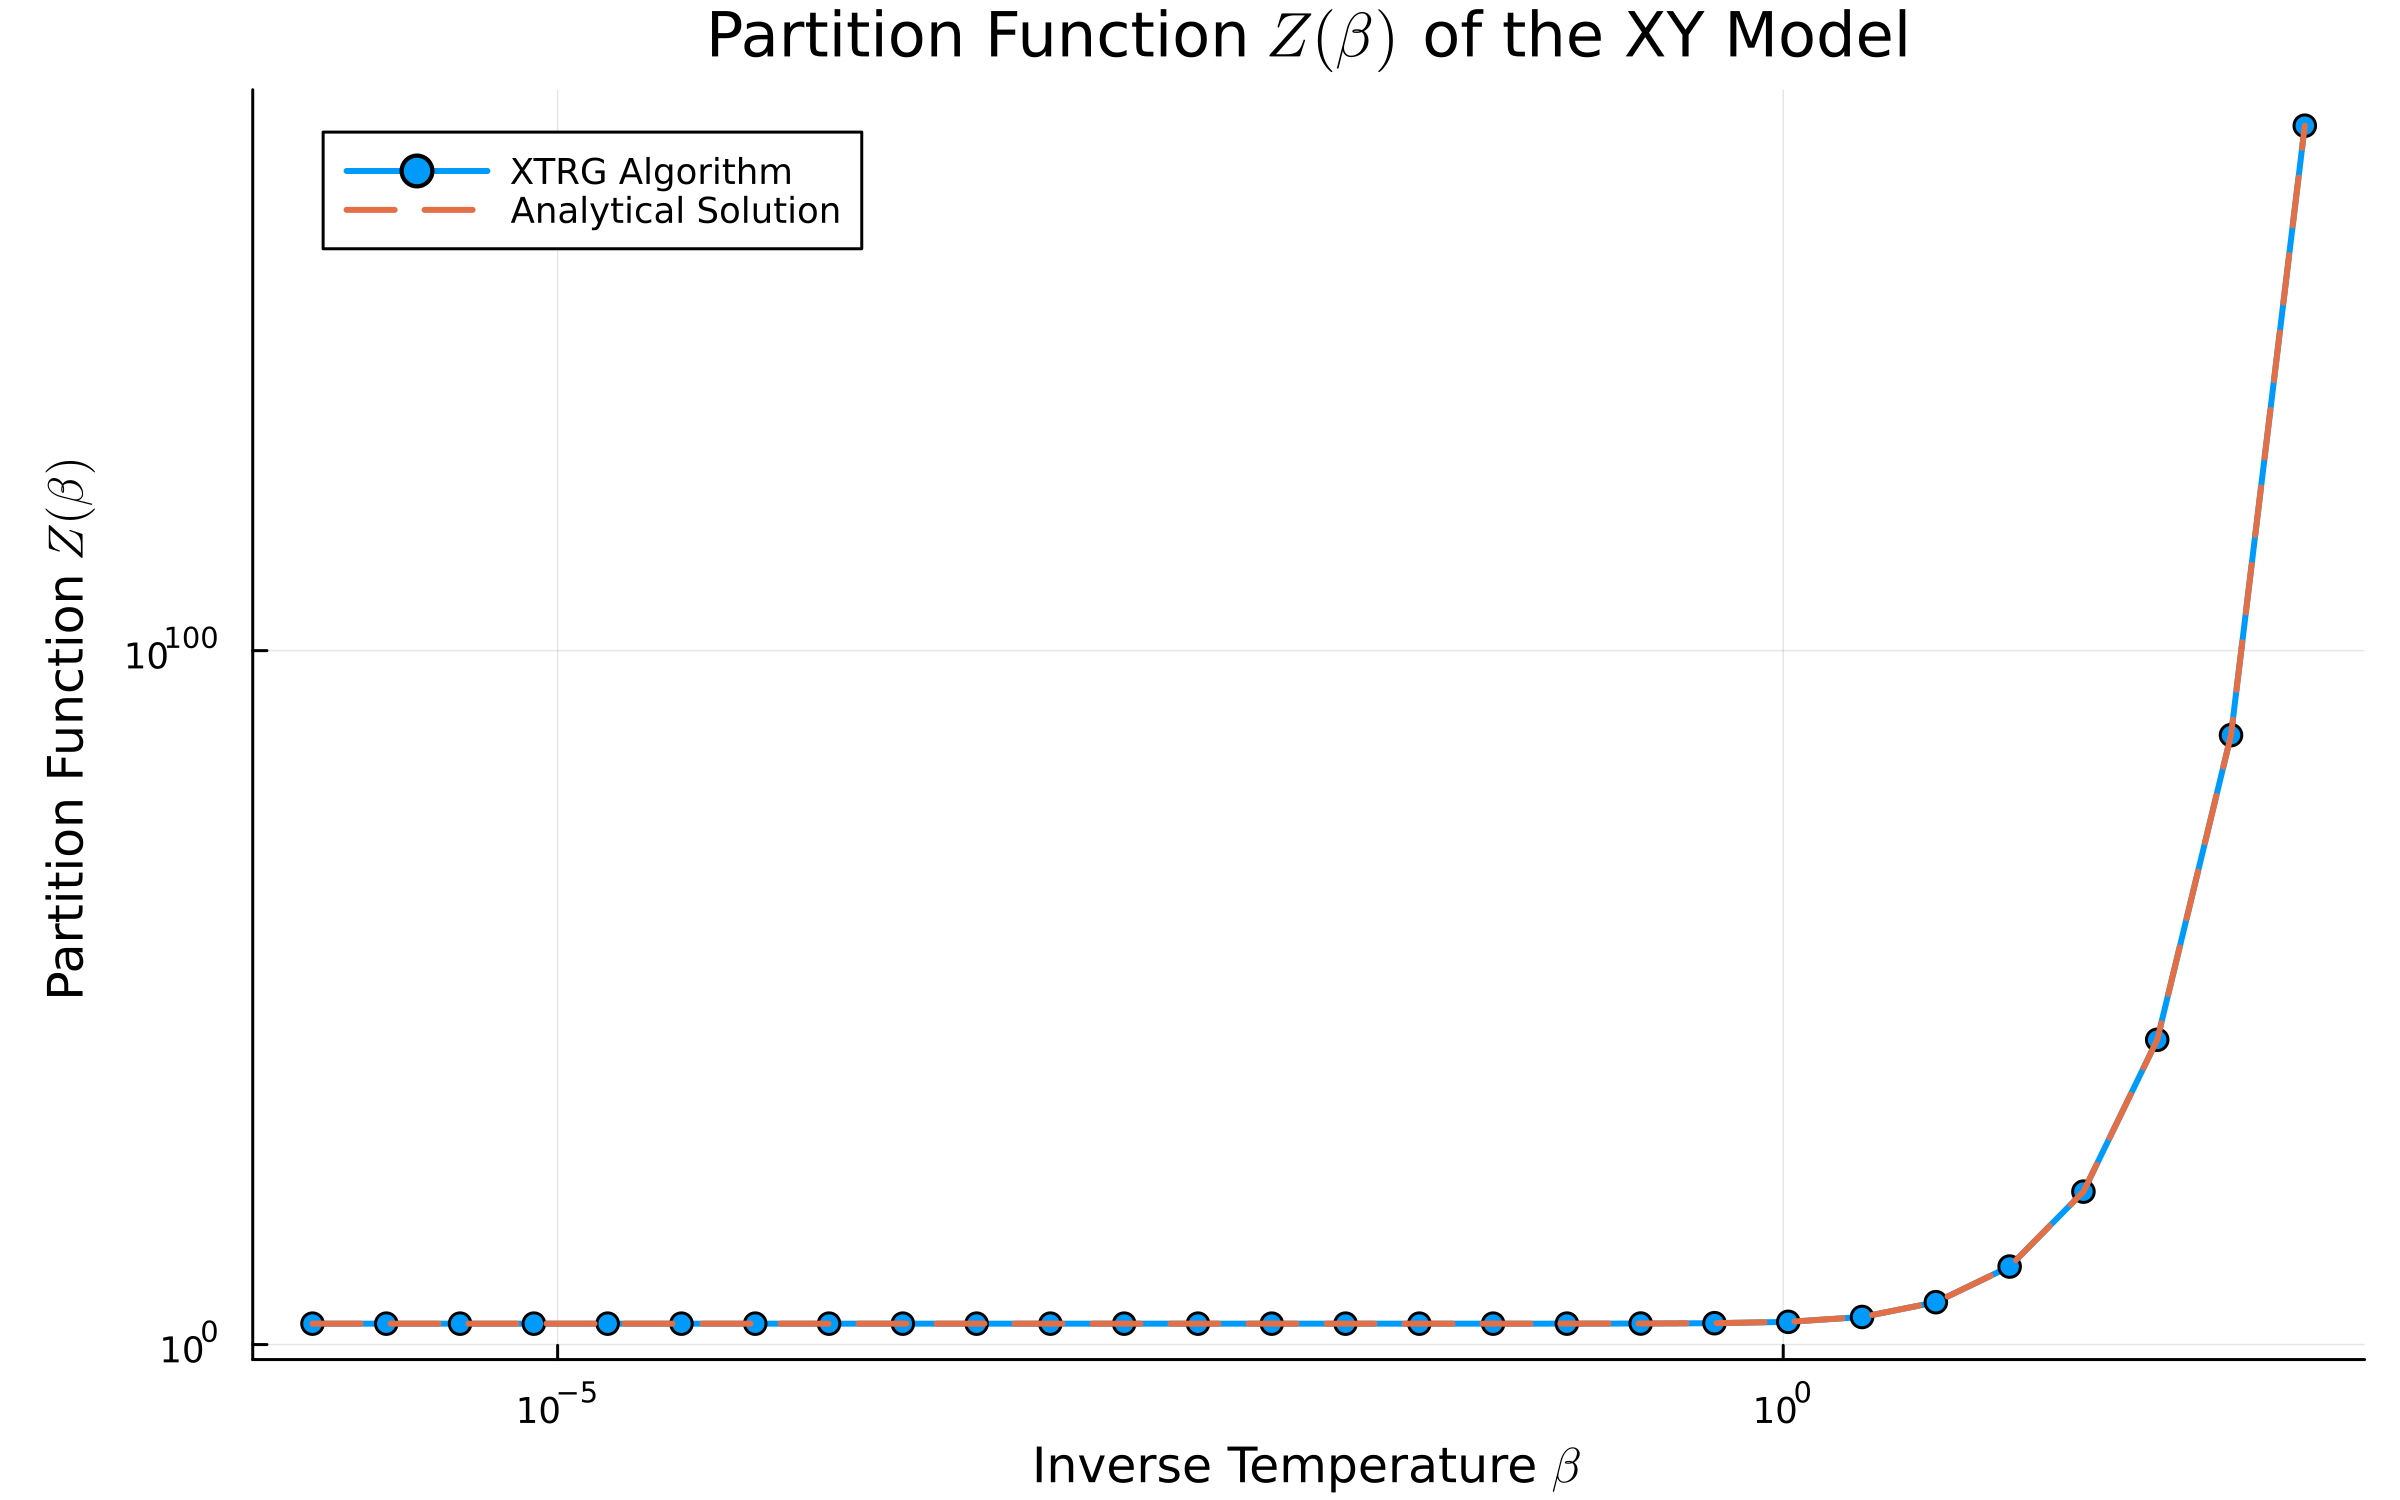 Partition Function Z(β) of the XY Model
XTRG Algorithm
Analytical Solution
Partition Function Z(β)
10^100
10^0
10^−5
10^0
Inverse Temperature β